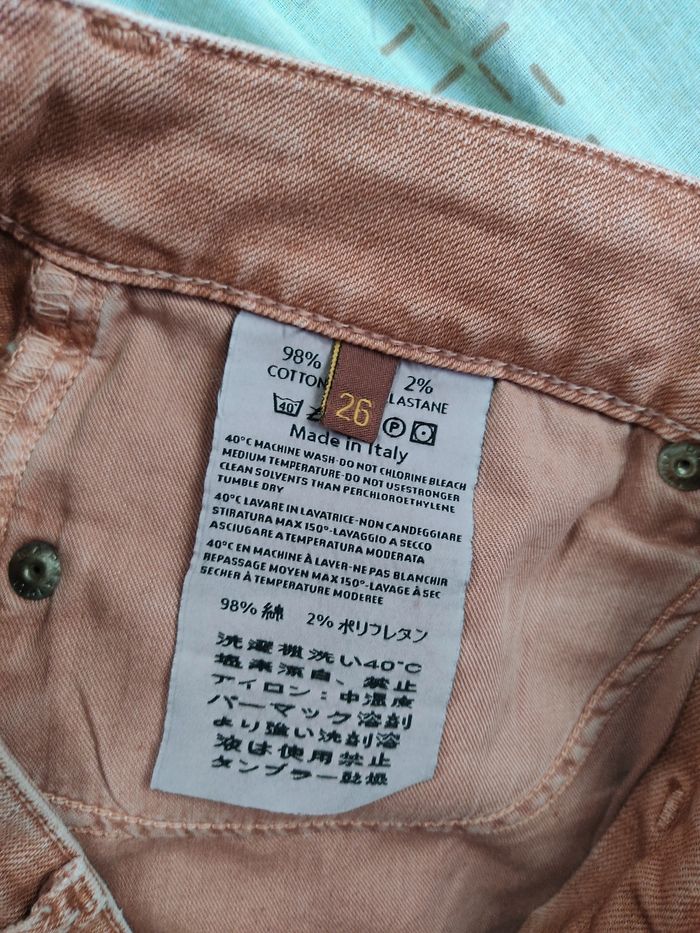 98% 2%
COTTON LASTANE
26
40 P
Made in Italy
40°C MACHINE WASH-DO NOT CHLORINE BLEACH
MEDIUM TEMPERATURE-DO NOT USESTRONGER
CLEAN SOLVENTS THAN PERCHLOROETHYLENE
TUMBLE DRY
40°C LAVARE IN LAVATRICE-NON CANDEGGIARE
STIRATURA MAX 150°-LAVAGGIO A SECCO
ASCIUGARE A TEMPERATURA MODERATA
40°C EN MACHINE À LAVER-NE PAS BLANCHIR
REPASSAGE MOYEN MAX 150°-LAVAGE À SEC
SECHER À TEMPÉRATURE MODEREE
98% 綿 2% ポリフレタン
洗濯機洗い40°C
塩素漂白、禁止
アイロン:中温度
パーマック溶剤
より強い洗剤溶
液は使用禁止
タンブラー乾燥